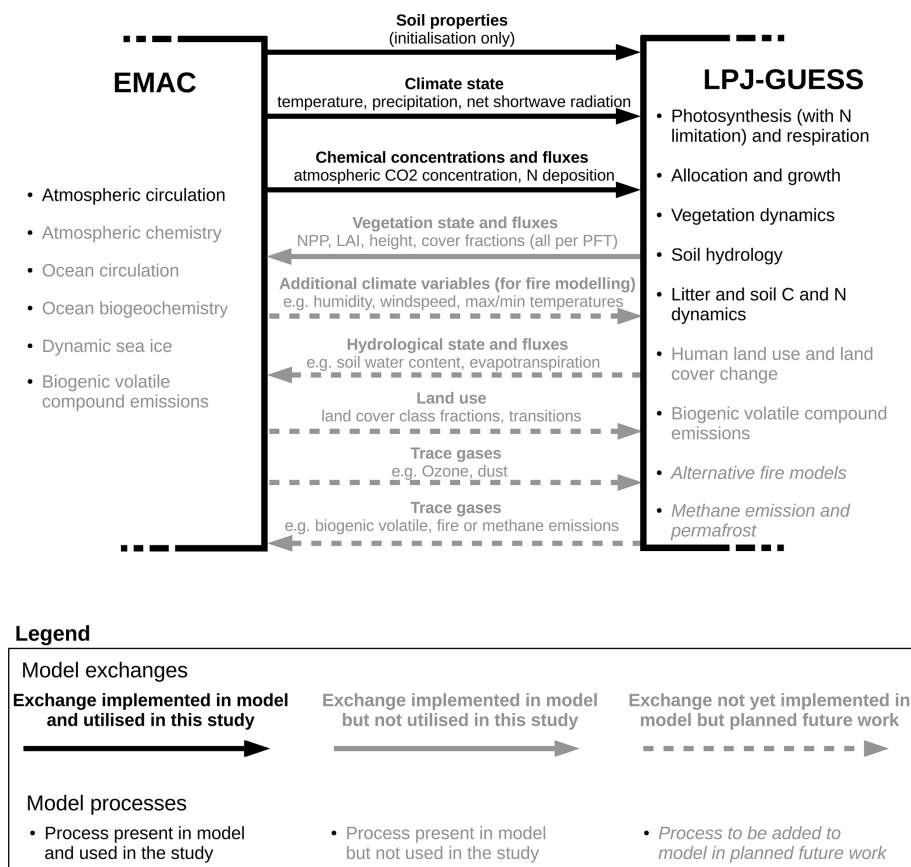 Soil properties
(initialisation only)
EMAC
LPJ-GUESS
Climate state
temperature, precipitation, net shortwave radiation
Chemical concentrations and fluxes
atmospheric CO2 concentration, N deposition
Vegetation state and fluxes
NPP, LAI, height, cover fractions (all per PFT)
Additional climate variables (for fire modelling)
e.g. humidity, windspeed, max/min temperatures
Hydrological state and fluxes
e.g. soil water content, evapotranspiration
Land use
land cover class fractions, transitions
Trace gases
e.g. Ozone, dust
Trace gases
e.g. biogenic volatile, fire or methane emissions
• Atmospheric circulation
• Atmospheric chemistry
• Ocean circulation
• Ocean biogeochemistry
• Dynamic sea ice
• Biogenic volatile
compound emissions
• Photosynthesis (with N
limitation) and respiration
• Allocation and growth
• Vegetation dynamics
• Soil hydrology
• Litter and soil C and N
dynamics
• Human land use and land
cover change
• Biogenic volatile compound
emissions
• Alternative fire models
• Methane emission and
permafrost
Legend
Model exchanges
Exchange implemented in model
and utilised in this study
Exchange implemented in model
but not utilised in this study
Exchange not yet implemented in
model but planned future work
Model processes
• Process present in model
and used in the study
• Process present in model
but not used in the study
• Process to be added to
model in planned future work